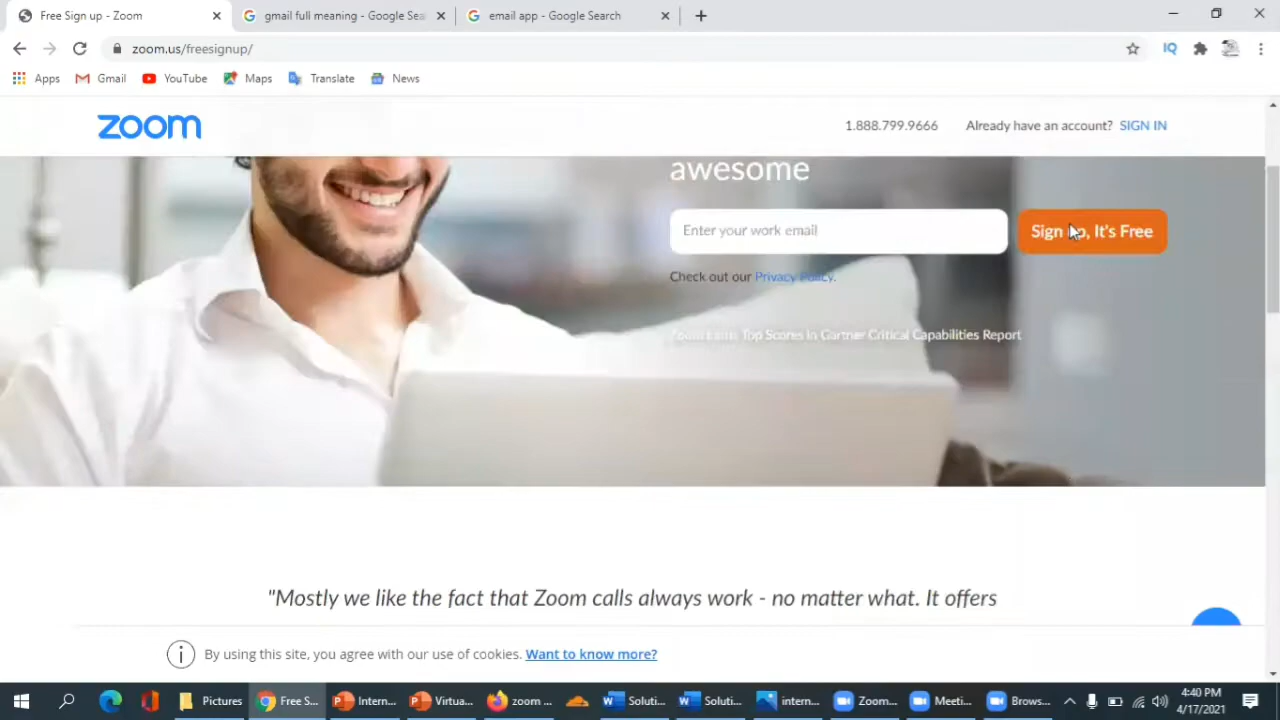 Free Sign up - Zoom
gmail full meaning - Google Sea
email app - Google Search
zoom.us/freesignup/
IQ
Apps
Gmail
YouTube
Maps
Translate
News
zoom
1.888.799.9666
Already have an account? SIGN IN
awesome
Enter your work email
Sign up, It's Free
Check out our Privacy Policy.
Top Scores in Gartner Critical Capabilities Report
"Mostly we like the fact that Zoom calls always work - no matter what. It offers
By using this site, you agree with our use of cookies. Want to know more?
Pictures
Free S...
Intern...
Virtua...
zoom ...
Soluti...
Soluti...
intern...
Zoom...
Meeti...
Brows...
4:40 PM
4/17/2021